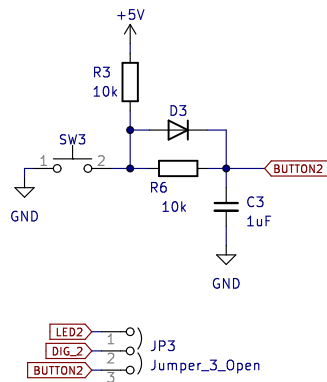 +5V
R3
10k
D3
SW3
1 2
R6
10k
BUTTON2
C3
1uF
GND
GND
LED2
1
JP3
DIG_2
2
Jumper_3_Open
BUTTON2
3